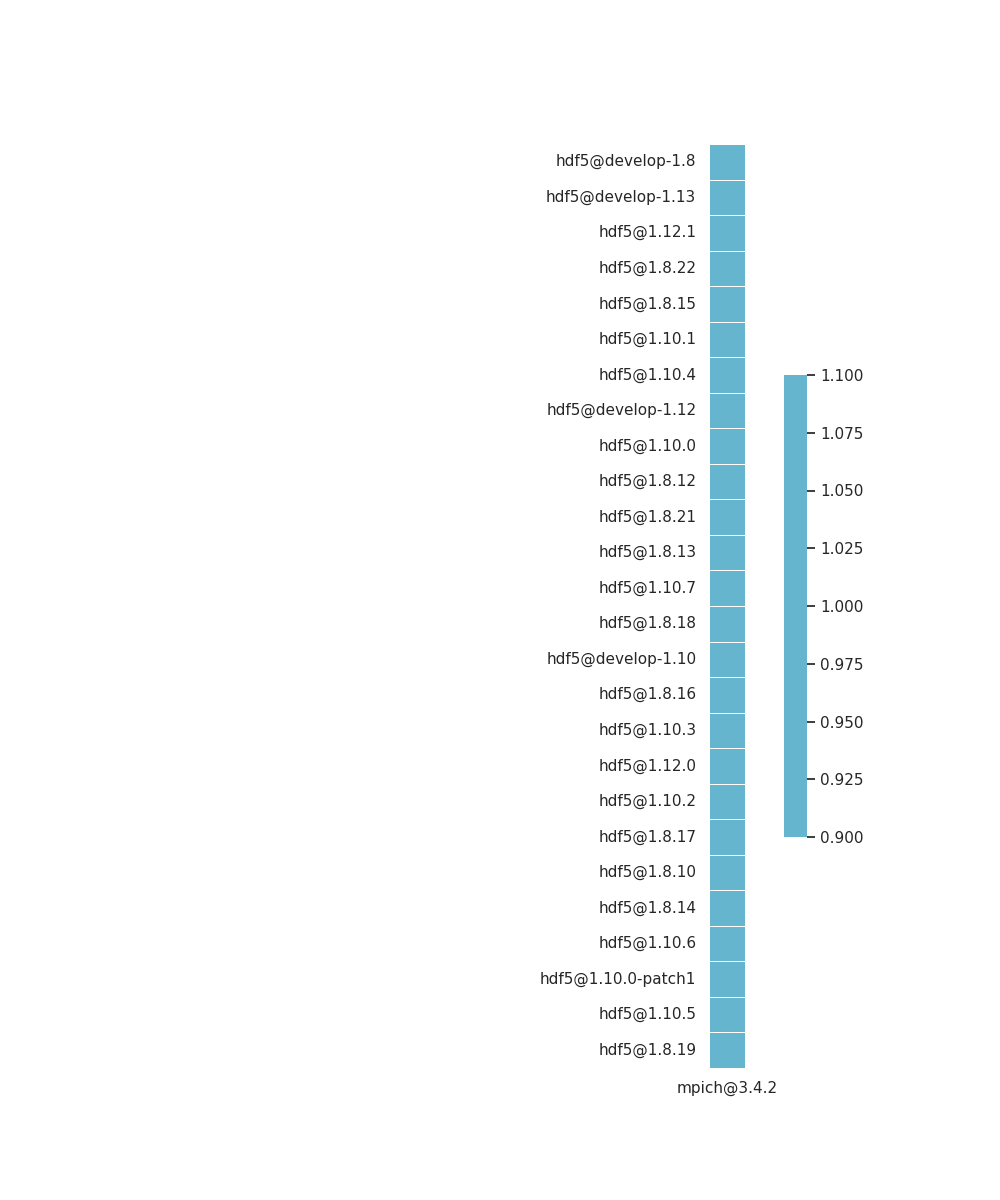 hdf5@develop-1.8
hdf5@develop-1.13
hdf5@1.12.1
hdf5@1.8.22
hdf5@1.8.15
hdf5@1.10.1
hdf5@1.10.4
hdf5@develop-1.12
hdf5@1.10.0
hdf5@1.8.12
hdf5@1.8.21
hdf5@1.8.13
hdf5@1.10.7
hdf5@1.8.18
hdf5@develop-1.10
hdf5@1.8.16
hdf5@1.10.3
hdf5@1.12.0
hdf5@1.10.2
hdf5@1.8.17
hdf5@1.8.10
hdf5@1.8.14
hdf5@1.10.6
hdf5@1.10.0-patch1
hdf5@1.10.5
hdf5@1.8.19
mpich@3.4.2
1.100
1.075
1.050
1.025
1.000
0.975
0.950
0.925
0.900